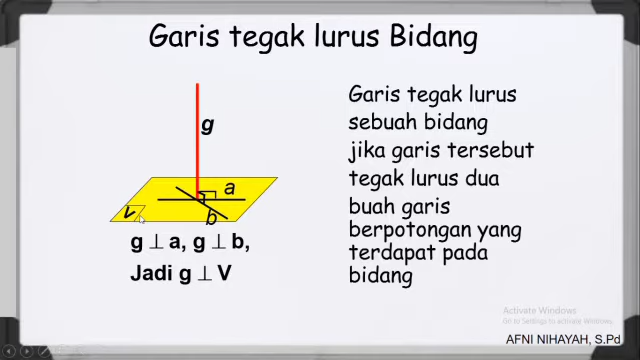 Garis tegak lurus Bidang
g
a
b
V
g ⊥ a, g ⊥ b,
Jadi g ⊥ V
Garis tegak lurus
sebuah bidang
jika garis tersebut
tegak lurus dua
buah garis
berpotongan yang
terdapat pada
bidang
Activate Windows
Go to Settings to activate Windows.
AFNI NIHAYAH, S.Pd